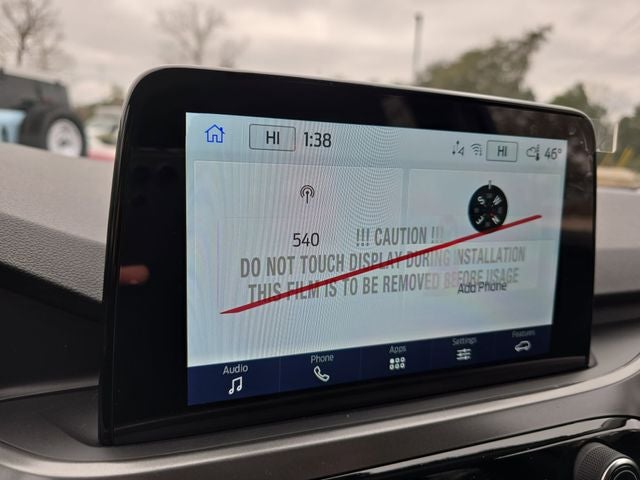 HI 1:38 HI 46°
540
!!! CAUTION !!!
DO NOT TOUCH DISPLAY DURING INSTALLATION
THIS FILM IS TO BE REMOVED BEFORE USAGE
Add Phone
Audio Phone Apps Settings Features